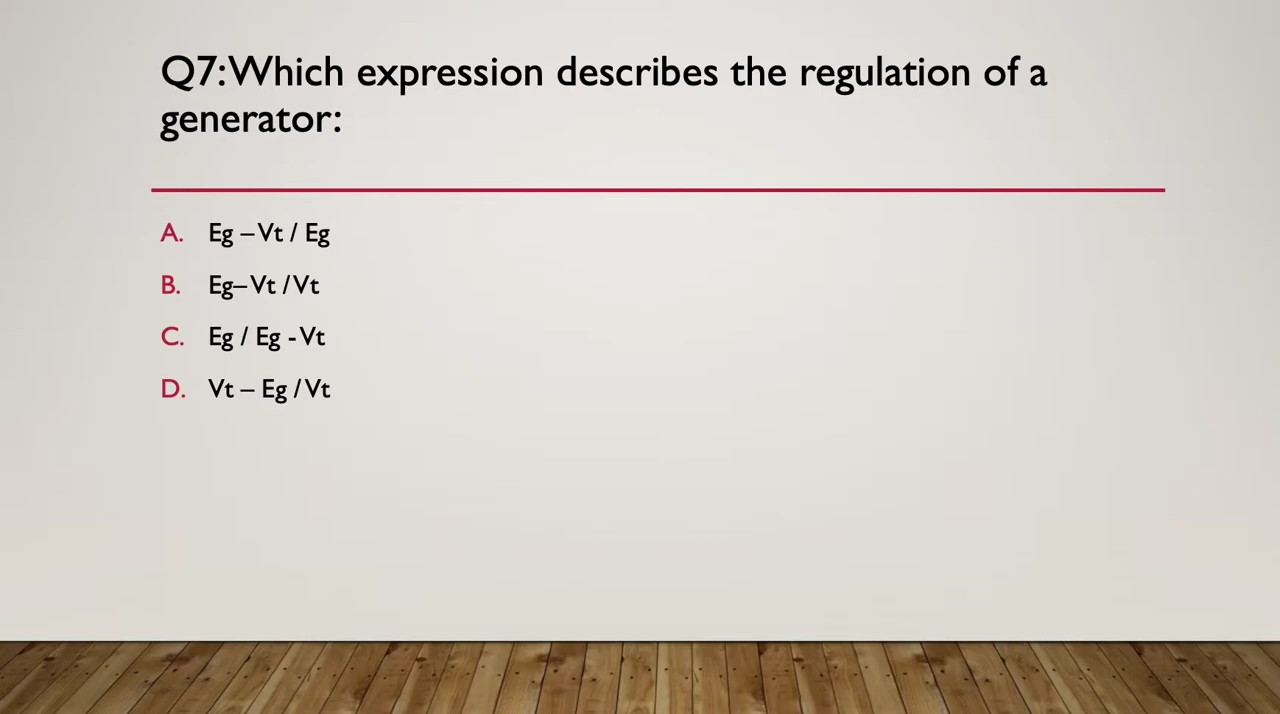 Q7: Which expression describes the regulation of a
generator:
A. Eg – Vt / Eg
B. Eg– Vt / Vt
C. Eg / Eg - Vt
D. Vt – Eg / Vt